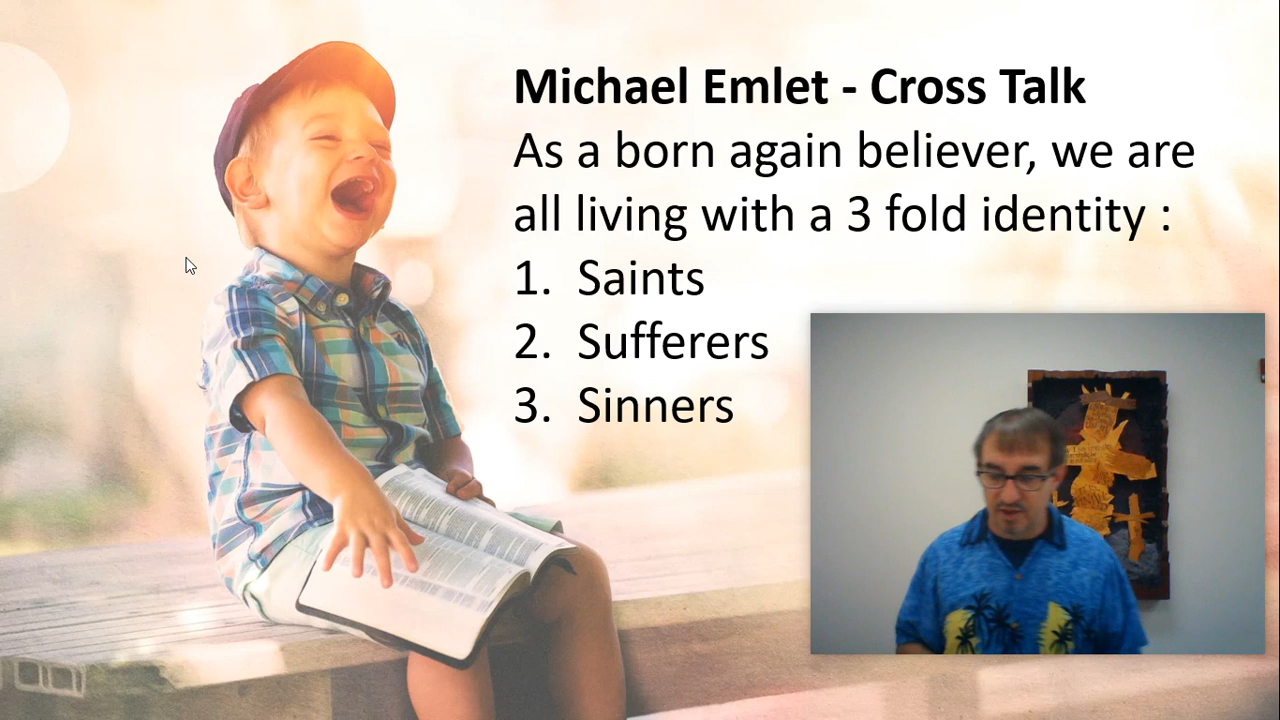 Michael Emlet - Cross Talk
As a born again believer, we are
all living with a 3 fold identity :
1. Saints
2. Sufferers
3. Sinners